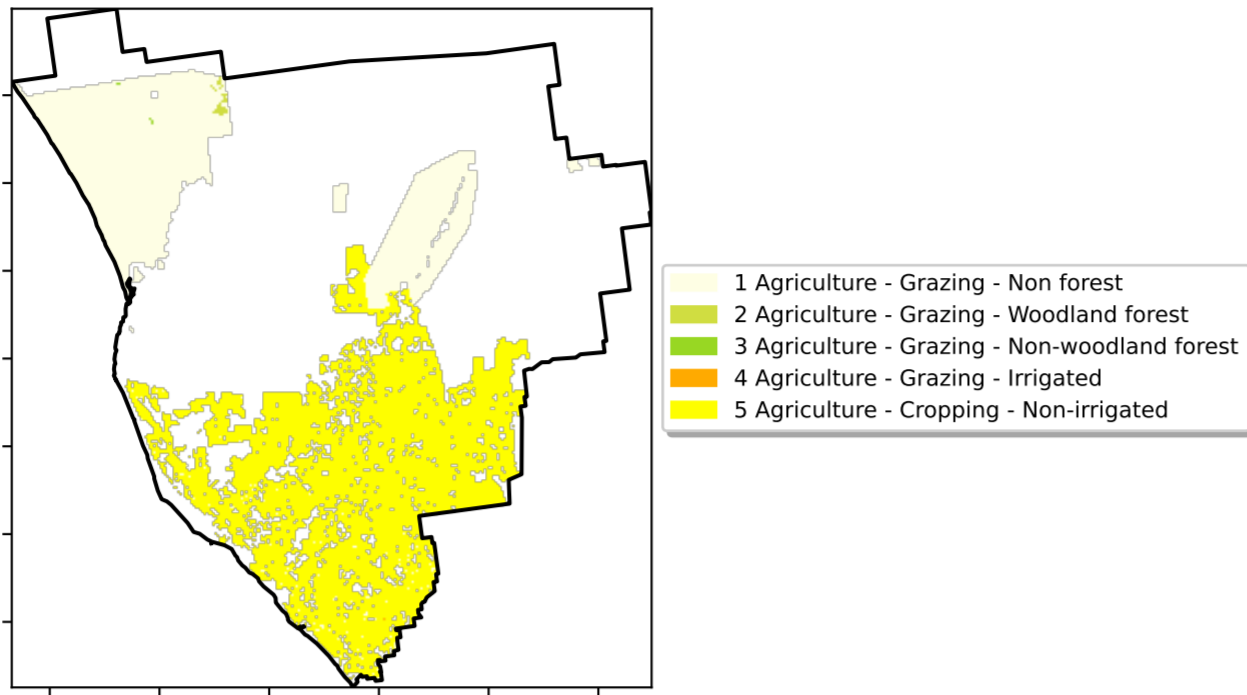 1 Agriculture - Grazing - Non forest
2 Agriculture - Grazing - Woodland forest
3 Agriculture - Grazing - Non-woodland forest
4 Agriculture - Grazing - Irrigated
5 Agriculture - Cropping - Non-irrigated